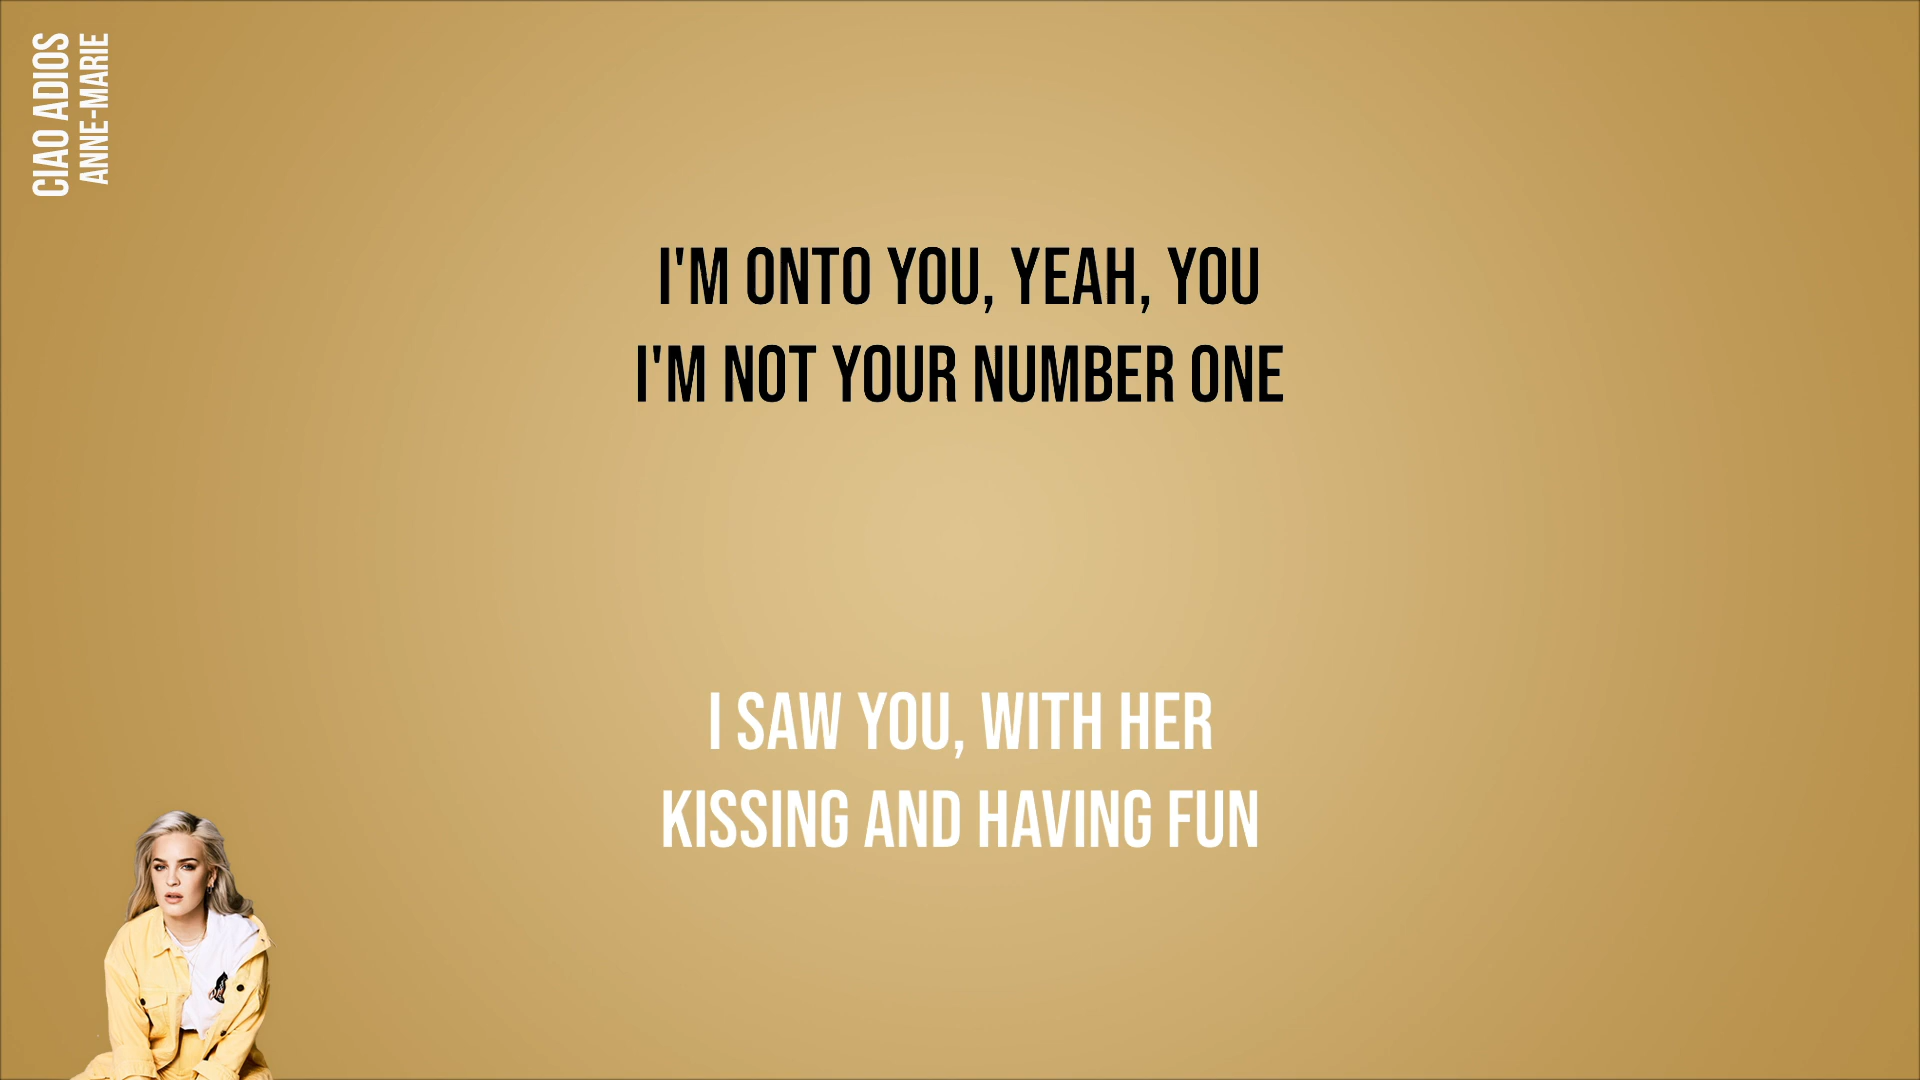 CIAO ADIOS
ANNE-MARIE
I'M ONTO YOU, YEAH, YOU
I'M NOT YOUR NUMBER ONE
I SAW YOU, WITH HER
KISSING AND HAVING FUN